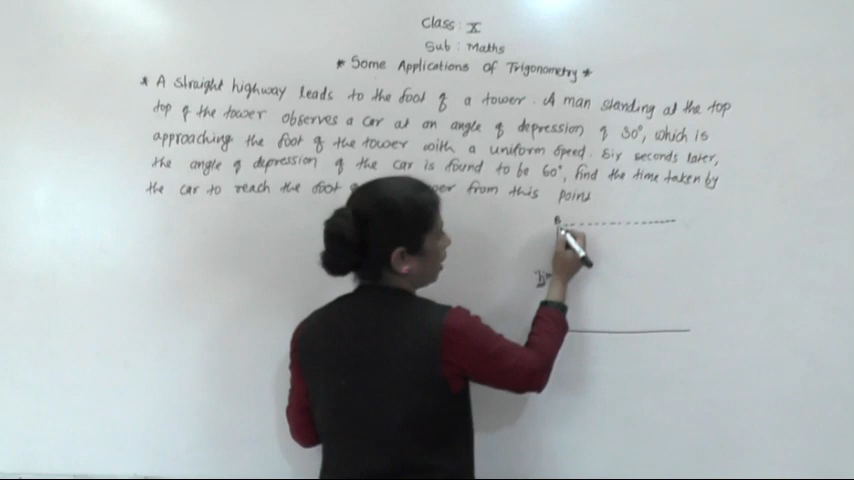 Class : X
Sub : Maths
* Some Applications Of Trigonometry *
* A straight highway leads to the foot of a tower. A man standing at the top
top of the tower observes a car at an angle of depression of 30°, which is
approaching the foot of the tower with a uniform speed. Six seconds later,
the angle of depression of the car is found to be 60°, find the time taken by
the car to reach the foot from this point
B